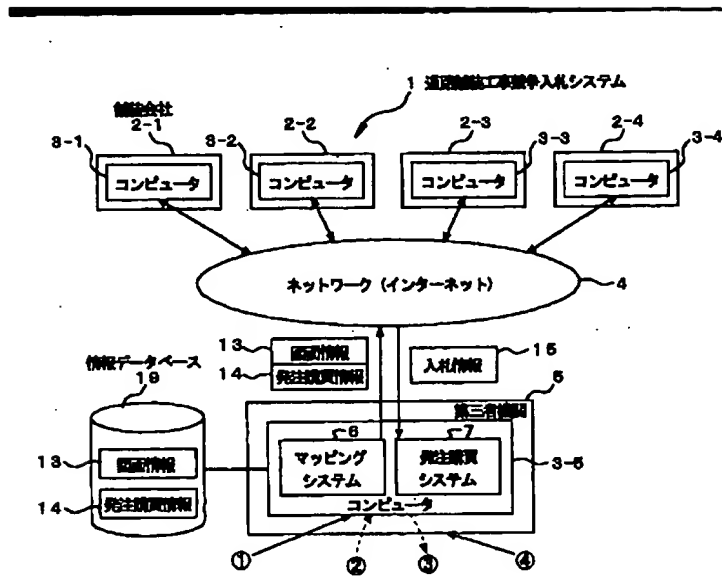 1 道路舗装工事競争入札システム
舗装会社
2-1
2-2
2-3
2-4
3-1
3-2
3-3
3-4
コンピュータ
コンピュータ
コンピュータ
コンピュータ
ネットワーク(インターネット)
4
13
図面情報
14
発注購買情報
入札情報
15
情報データベース
19
13
図面情報
14
発注購買情報
5
第三者機関
6
マッピング
システム
7
発注購買
システム
コンピュータ
3-5
①
②
③
④